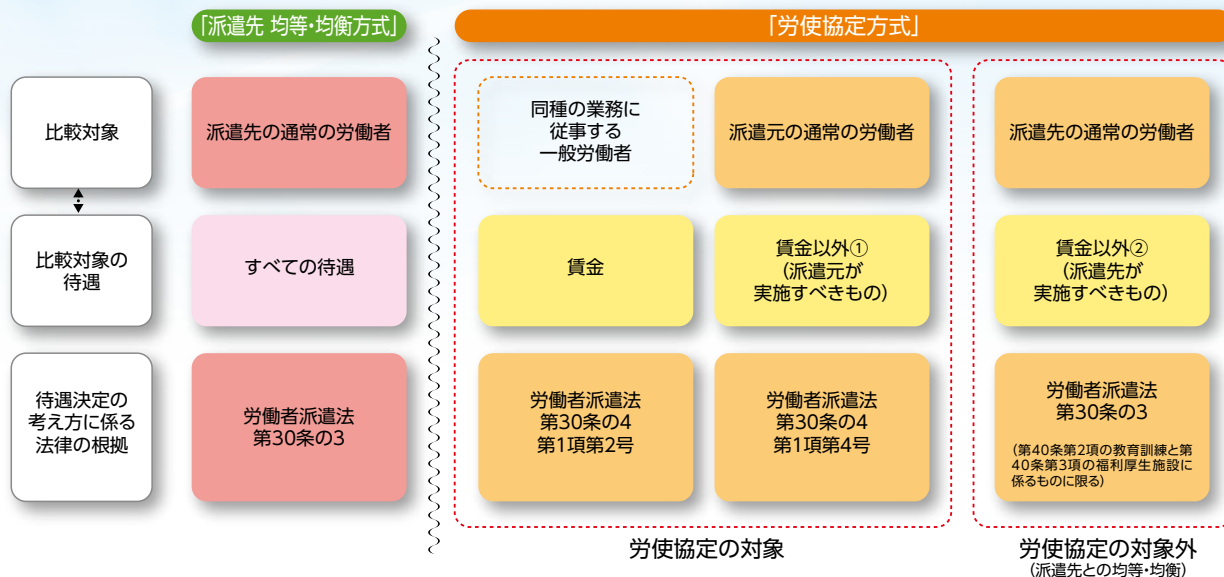 「派遣先 均等・均衡方式」
「労使協定方式」
比較対象
派遣先の通常の労働者
同種の業務に
従事する
一般労働者
派遣元の通常の労働者
派遣先の通常の労働者
比較対象の
待遇
すべての待遇
賃金
賃金以外①
(派遣元が
実施すべきもの)
賃金以外②
(派遣先が
実施すべきもの)
待遇決定の
考え方に係る
法律の根拠
労働者派遣法
第30条の3
労働者派遣法
第30条の4
第1項第2号
労働者派遣法
第30条の4
第1項第4号
労働者派遣法
第30条の3
(第40条第2項の教育訓練と第
40条第3項の福利厚生施設に
係るものに限る)
労使協定の対象
労使協定の対象外
(派遣先との均等・均衡)